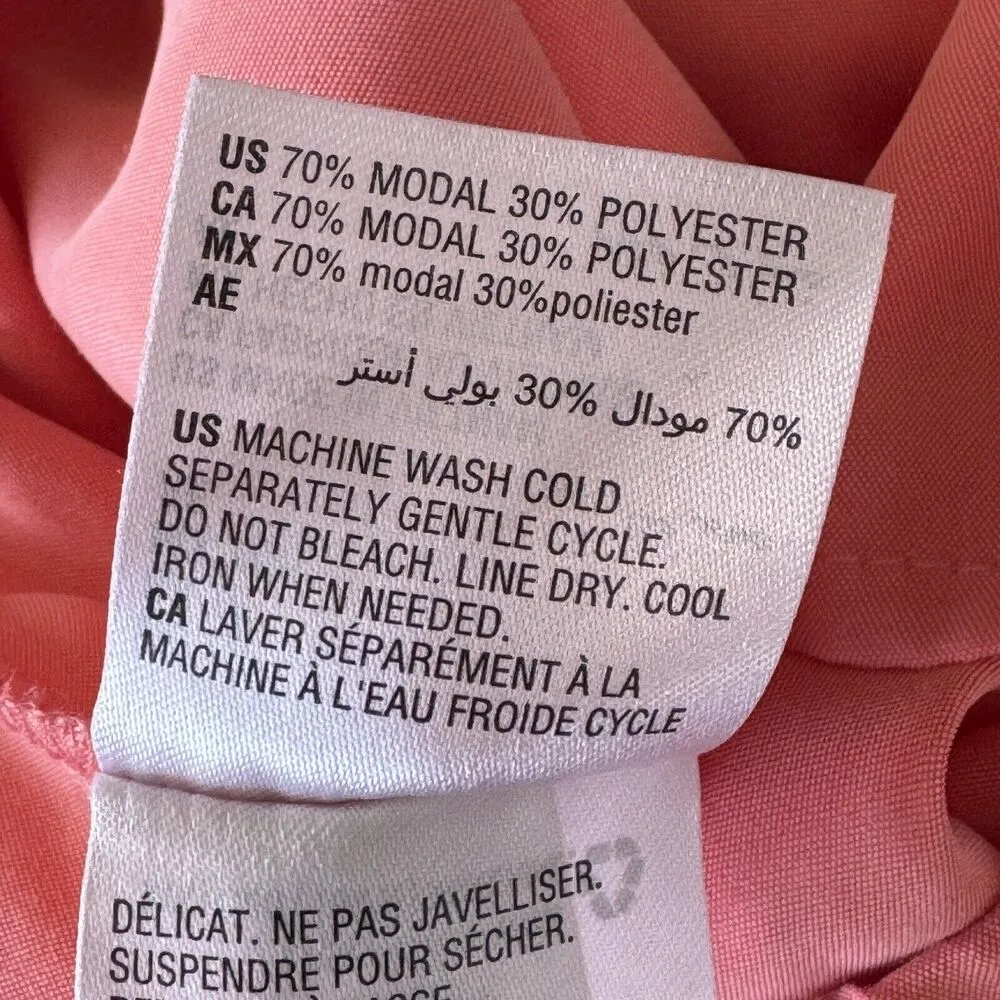 US 70% MODAL 30% POLYESTER
CA 70% MODAL 30% POLYESTER
MX 70% modal 30%poliester
AE
70% مودال 30% بولي أستر
US MACHINE WASH COLD
SEPARATELY GENTLE CYCLE.
DO NOT BLEACH. LINE DRY. COOL
IRON WHEN NEEDED.
CA LAVER SÉPARÉMENT À LA
MACHINE À L'EAU FROIDE CYCLE
DÉLICAT. NE PAS JAVELLISER.
SUSPENDRE POUR SÉCHER.